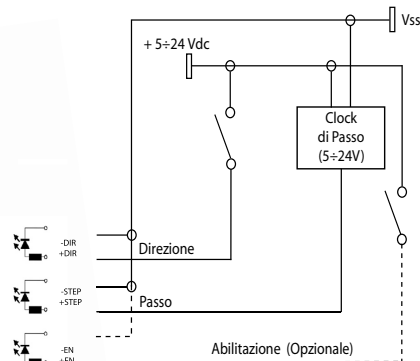 Vss
+ 5÷24 Vdc
Clock
di Passo
(5÷24V)
-DIR
+DIR
Direzione
-STEP
+STEP
Passo
-EN
+EN
Abilitazione (Opzionale)